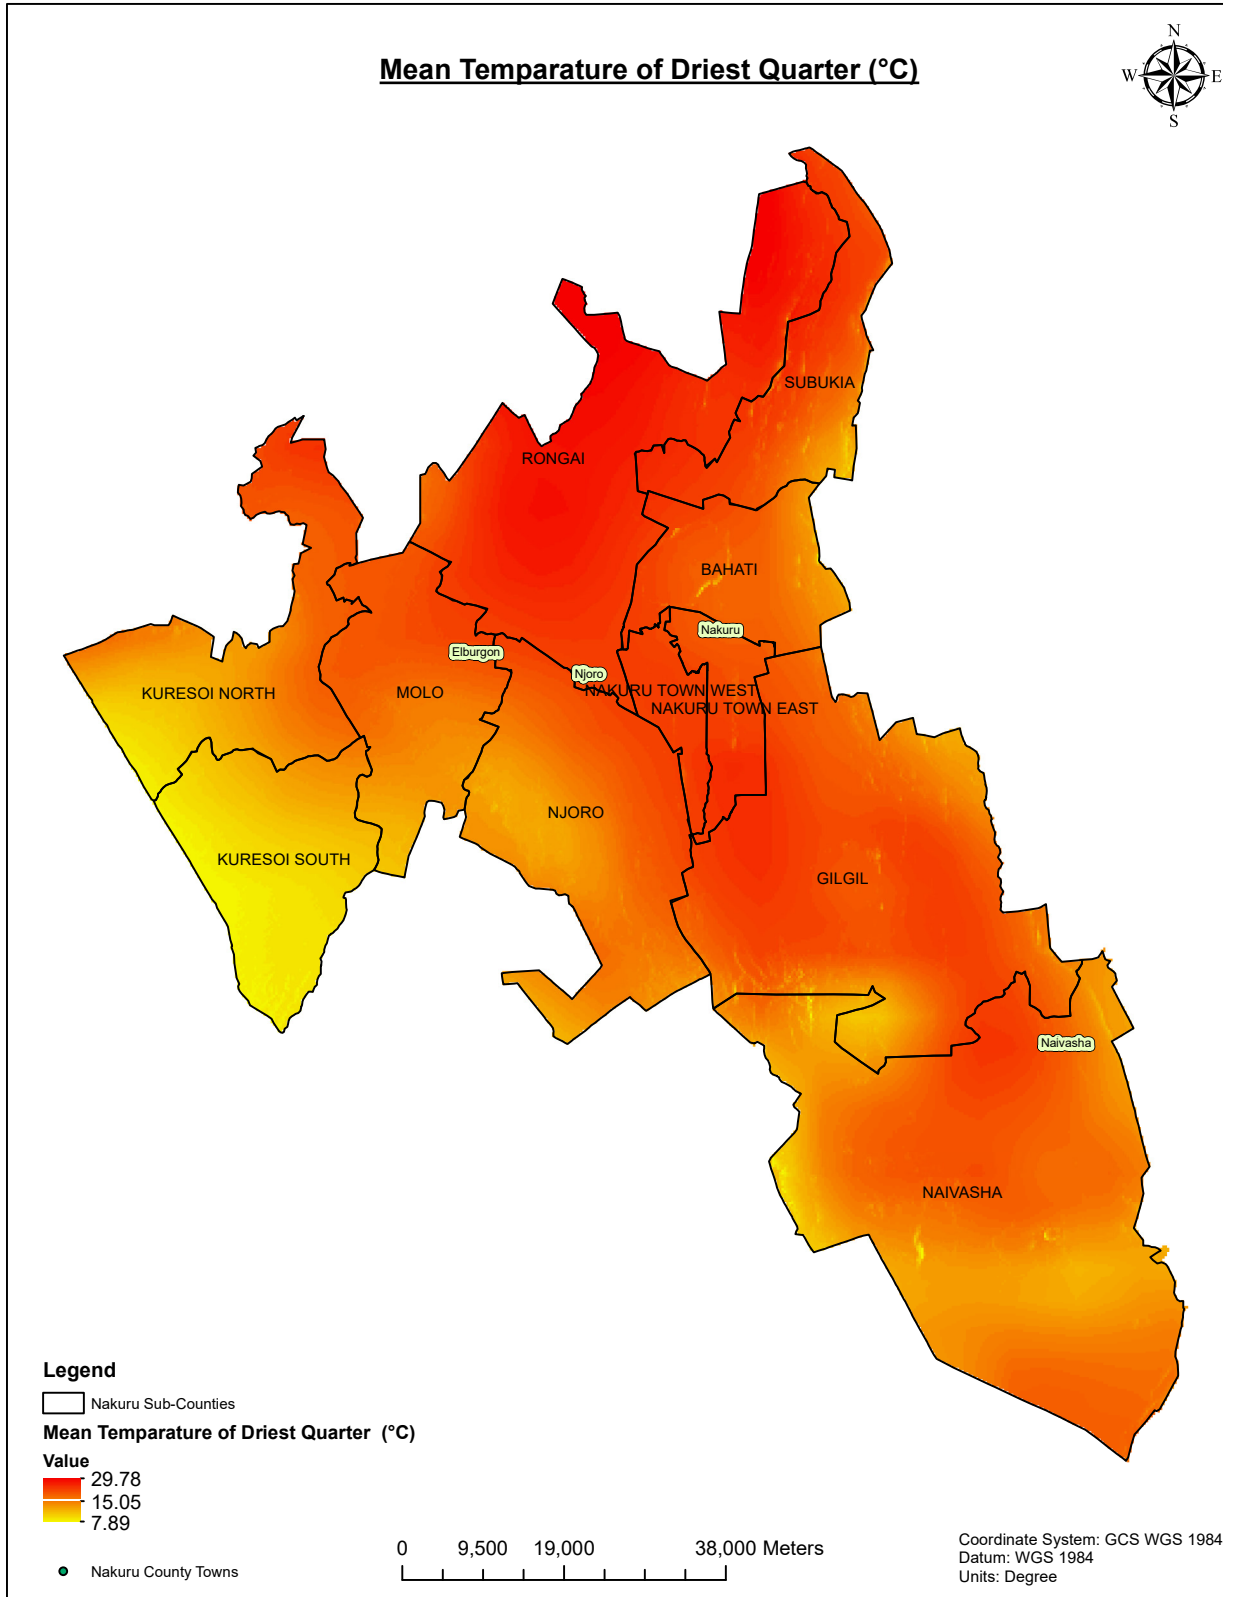 Mean Temparature of Driest Quarter (°C)
N
W
E
S
SUBUKIA
RONGAI
BAHATI
Nakuru
Elburgon
Njoro
KURESOI NORTH
MOLO
NAKURU TOWN WEST
NAKURU TOWN EAST
NJORO
KURESOI SOUTH
GILGIL
Naivasha
NAIVASHA
Legend
Nakuru Sub-Counties
Mean Temparature of Driest Quarter (°C)
Value
29.78
15.05
7.89
Nakuru County Towns
0 9,500 19,000 38,000 Meters
Coordinate System: GCS WGS 1984
Datum: WGS 1984
Units: Degree